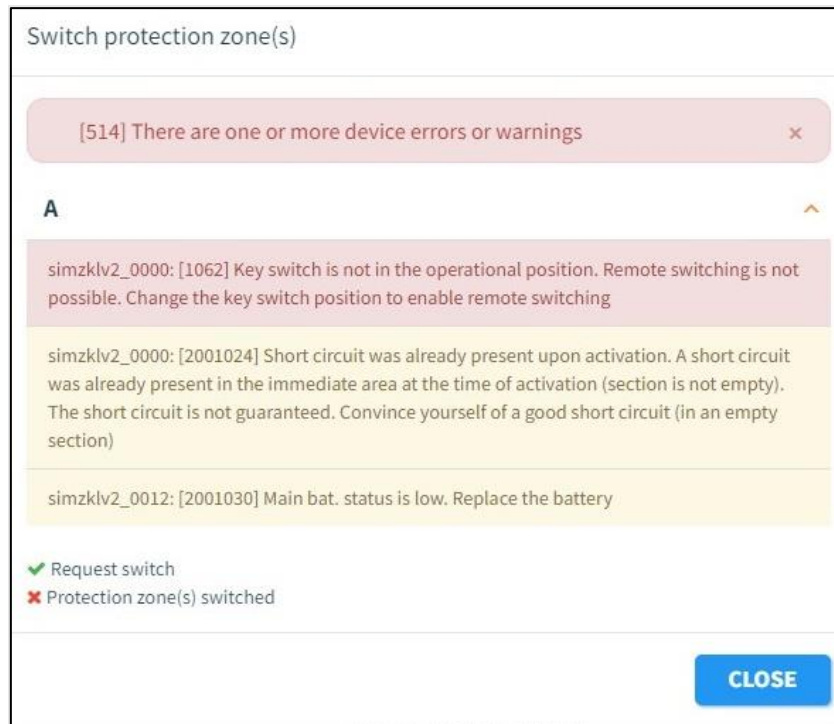 Switch protection zone(s)
[514] There are one or more device errors or warnings ×
A
simzklv2_0000: [1062] Key switch is not in the operational position. Remote switching is not
possible. Change the key switch position to enable remote switching
simzklv2_0000: [2001024] Short circuit was already present upon activation. A short circuit
was already present in the immediate area at the time of activation (section is not empty).
The short circuit is not guaranteed. Convince yourself of a good short circuit (in an empty
section)
simzklv2_0012: [2001030] Main bat. status is low. Replace the battery
✔ Request switch
✖ Protection zone(s) switched
CLOSE